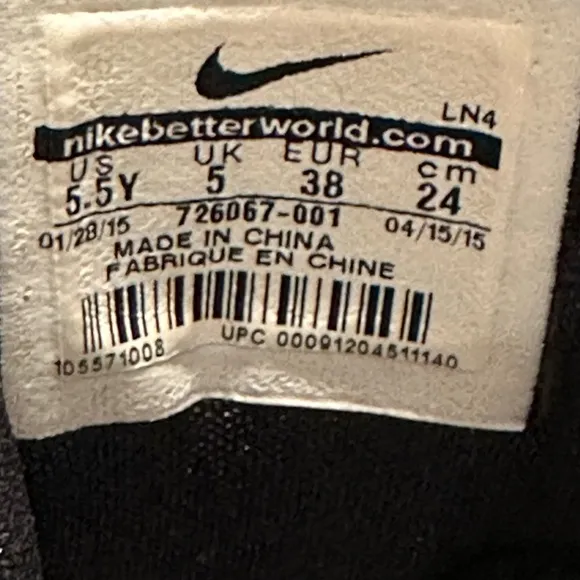 LN4
nikebetterworld.com
US UK EUR cm
5.5Y 5 38 24
01/28/15 726067-001 04/15/15
MADE IN CHINA
FABRIQUE EN CHINE
105571008 UPC 00091204511140